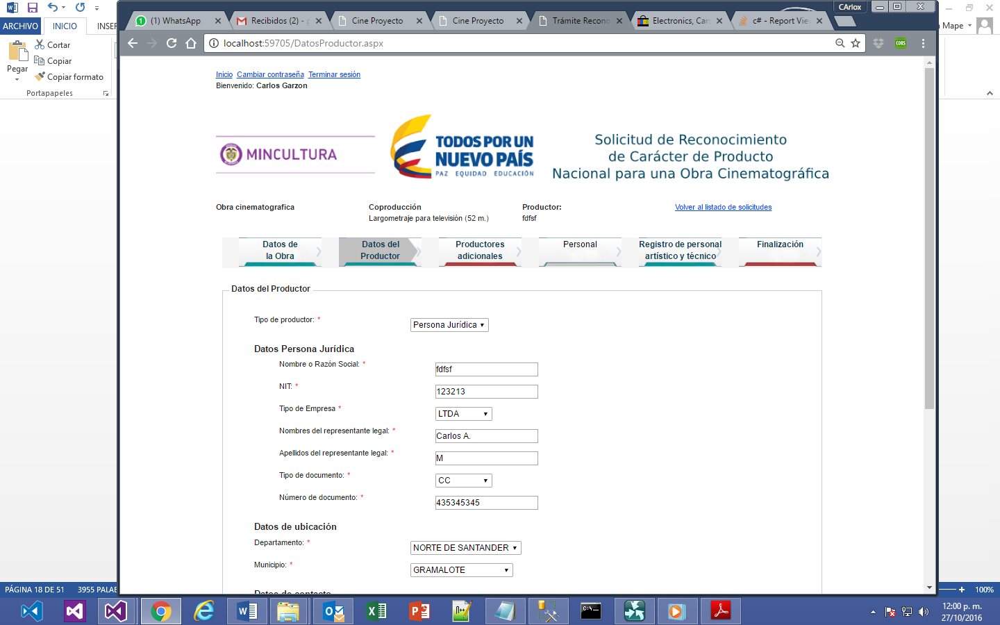 CArlox
(1) WhatsApp
Recibidos (2) -
Cine Proyecto
Cine Proyecto
Trámite Recono
Electronics, Car
c# - Report Vie
ARCHIVO
INICIO
INSER
Mape
localhost:59705/DatosProductor.aspx
CORS
Pegar
Cortar
Copiar
Copiar formato
Portapapeles
Inicio Cambiar contraseña Terminar sesión
Bienvenido: Carlos Garzon
MINCULTURA
TODOS POR UN
NUEVO PAÍS
PAZ EQUIDAD EDUCACIÓN
Solicitud de Reconocimiento
de Carácter de Producto
Nacional para una Obra Cinematográfica
Obra cinematografica
Coproducción
Largometraje para televisión (52 m.)
Productor:
fdfsf
Volver al listado de solicitudes
Datos de
la Obra
Datos del
Productor
Productores
adicionales
Personal
Registro de personal
artístico y técnico
Finalización
Datos del Productor
Tipo de productor: * Persona Jurídica
Datos Persona Jurídica
Nombre o Razón Social: * fdfsf
NIT: * 123213
Tipo de Empresa * LTDA
Nombres del representante legal: * Carlos A.
Apellidos del representante legal: * M
Tipo de documento: * CC
Número de documento: * 435345345
Datos de ubicación
Departamento: * NORTE DE SANTANDER
Municipio: * GRAMALOTE
Datos de contacto
PÁGINA 18 DE 51 3955 PALAB
100%
12:00 p. m.
27/10/2016